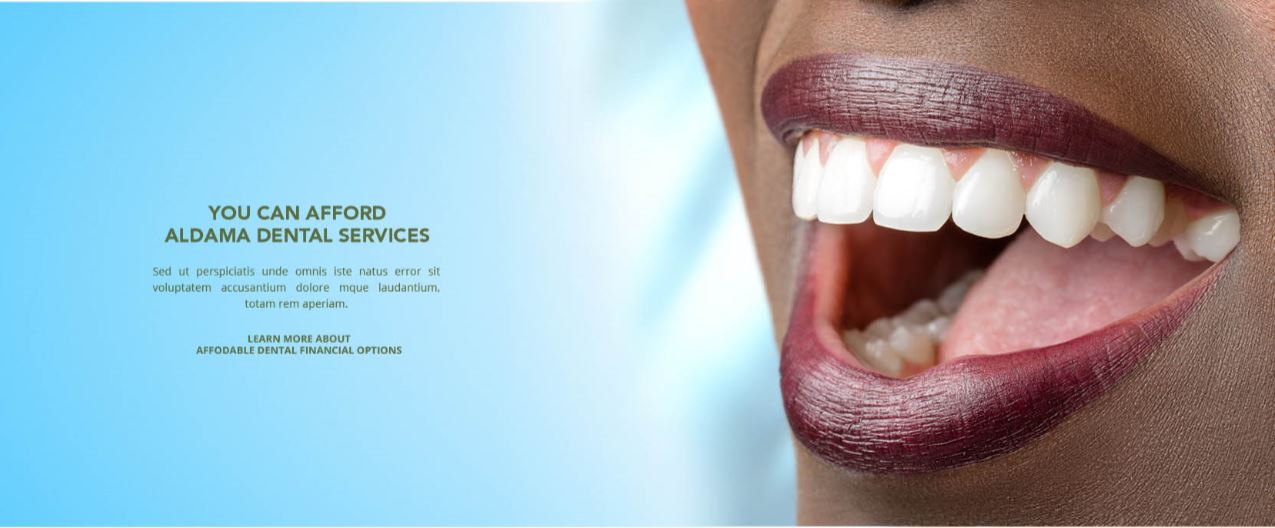 YOU CAN AFFORD
ALDAMA DENTAL SERVICES
Sed ut perspiciatis unde omnis iste natus error sit
voluptatem accusantium dolore mque laudantium,
totam rem aperiam.
LEARN MORE ABOUT
AFFODABLE DENTAL FINANCIAL OPTIONS